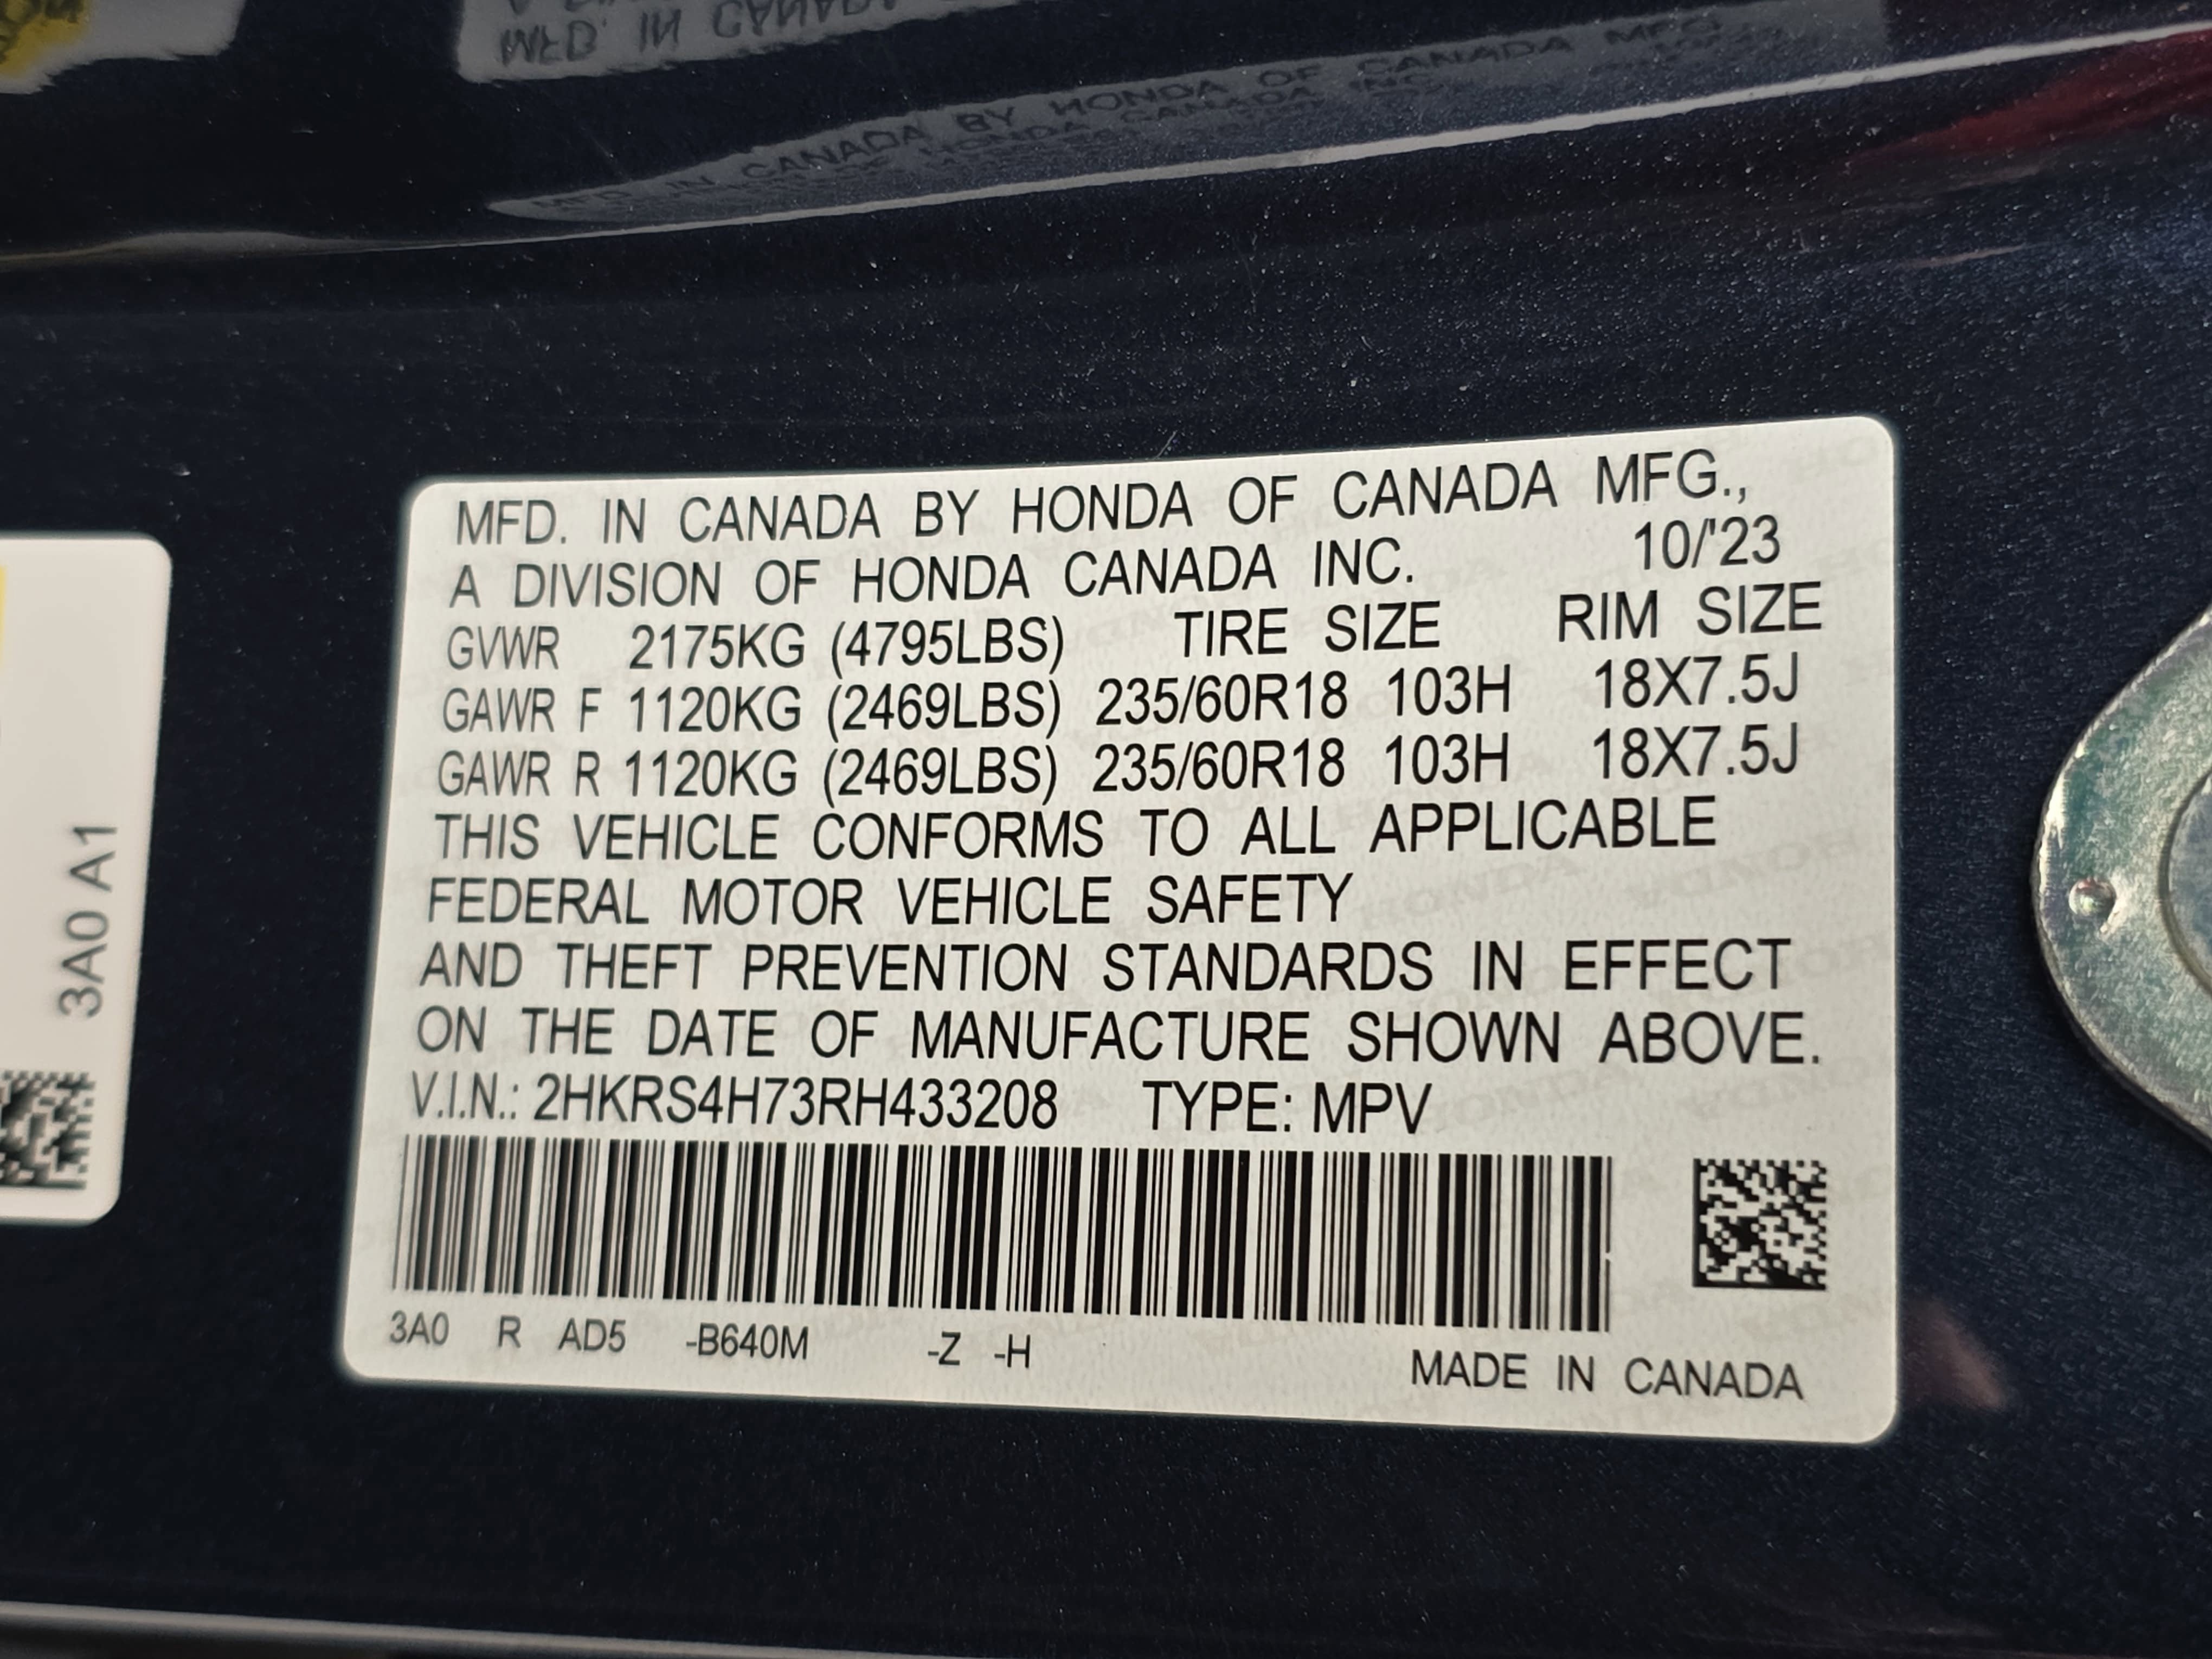 MFD. IN CANADA BY HONDA OF CANADA MFG.,
A DIVISION OF HONDA CANADA INC. 10/'23
GVWR 2175KG (4795LBS) TIRE SIZE RIM SIZE
GAWR F 1120KG (2469LBS) 235/60R18 103H 18X7.5J
GAWR R 1120KG (2469LBS) 235/60R18 103H 18X7.5J
THIS VEHICLE CONFORMS TO ALL APPLICABLE
FEDERAL MOTOR VEHICLE SAFETY
AND THEFT PREVENTION STANDARDS IN EFFECT
ON THE DATE OF MANUFACTURE SHOWN ABOVE.
V.I.N.: 2HKRS4H73RH433208 TYPE: MPV
3A0 R AD5 -B640M -Z -H
MADE IN CANADA
3A0 A1